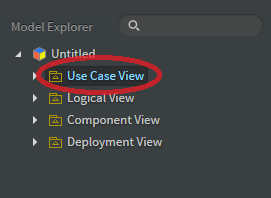 Model Explorer
Untitled
Use Case View
Logical View
Component View
Deployment View